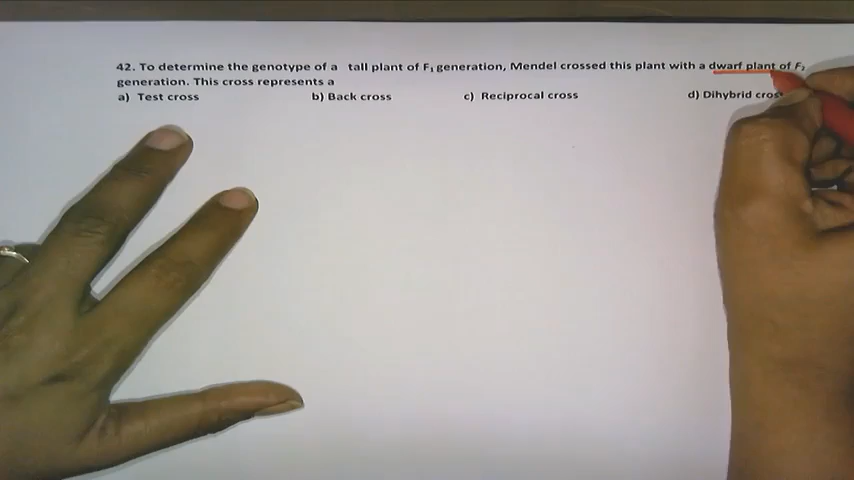 42. To determine the genotype of a tall plant of F₁ generation, Mendel crossed this plant with a dwarf plant of F₂
generation. This cross represents a
a) Test cross b) Back cross c) Reciprocal cross d) Dihybrid cross